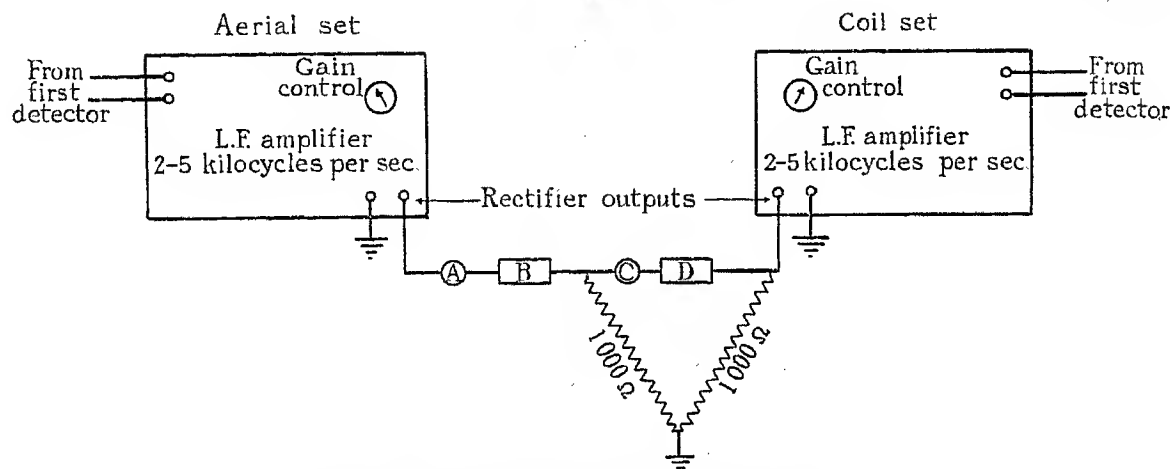 Aerial set
Coil set
From
first
detector
Gain
control
L.F. amplifier
2-5 kilocycles per sec.
Gain
control
L.F. amplifier
2-5 kilocycles per sec.
From
first
detector.
Rectifier outputs
A
B
C
D
1000 Ω
1000 Ω